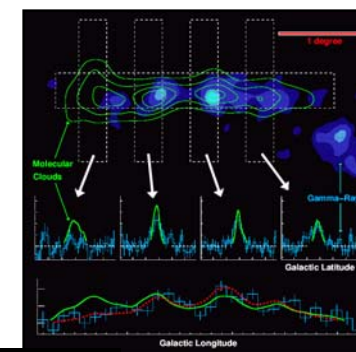 1 degree
Molecular
Clouds
Gamma-Ra
Galactic Latitude
Galactic Longitude